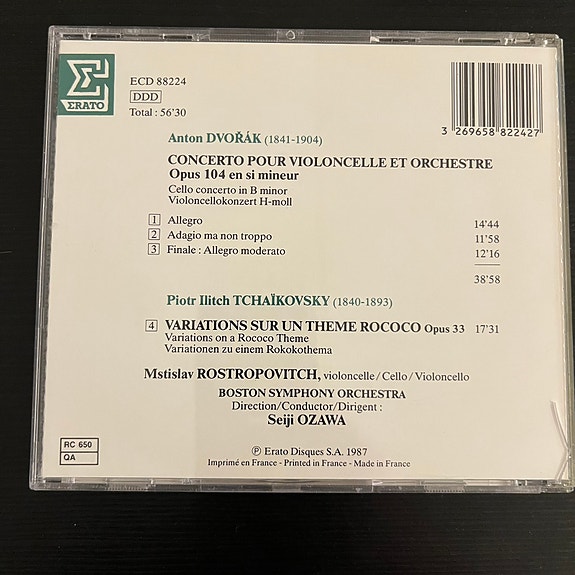 ERATO
ECD 88224
DDD
Total : 56'30
3 269658 822427
Anton DVOŘÁK (1841-1904)
CONCERTO POUR VIOLONCELLE ET ORCHESTRE
Opus 104 en si mineur
Cello concerto in B minor
Violoncellokonzert H-moll
1 Allegro 14'44
2 Adagio ma non troppo 11'58
3 Finale : Allegro moderato 12'16
38'58
Piotr Ilitch TCHAÏKOVSKY (1840-1893)
4 VARIATIONS SUR UN THEME ROCOCO Opus 33 17'31
Variations on a Rococo Theme
Variationen zu einem Rokokothema
Mstislav ROSTROPOVITCH, violoncelle / Cello / Violoncello
BOSTON SYMPHONY ORCHESTRA
Direction/Conductor/Dirigent :
Seiji OZAWA
RC 650
QA
℗ Erato Disques S.A. 1987
Imprimé en France - Printed in France - Made in France